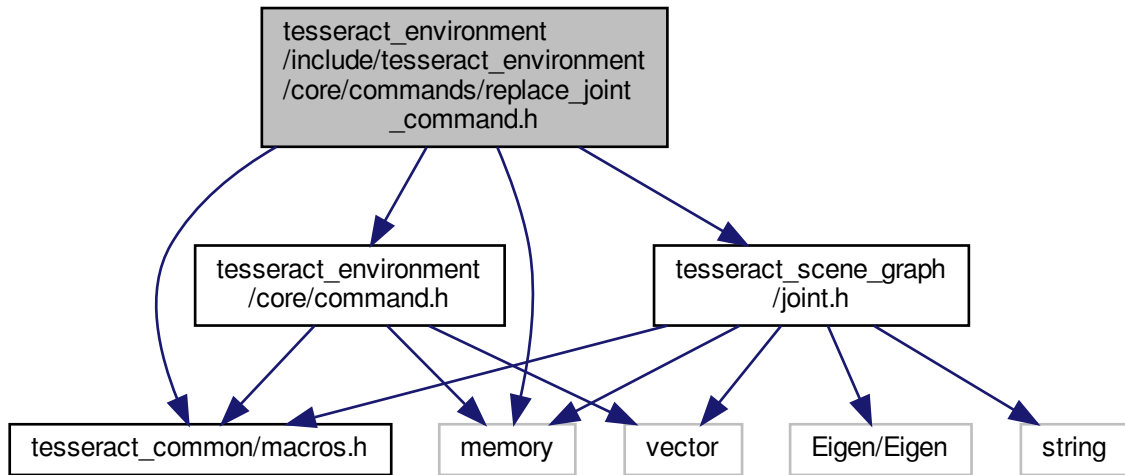 tesseract_environment
/include/tesseract_environment
/core/commands/replace_joint
_command.h
tesseract_environment
/core/command.h
tesseract_scene_graph
/joint.h
tesseract_common/macros.h
memory
vector
Eigen/Eigen
string